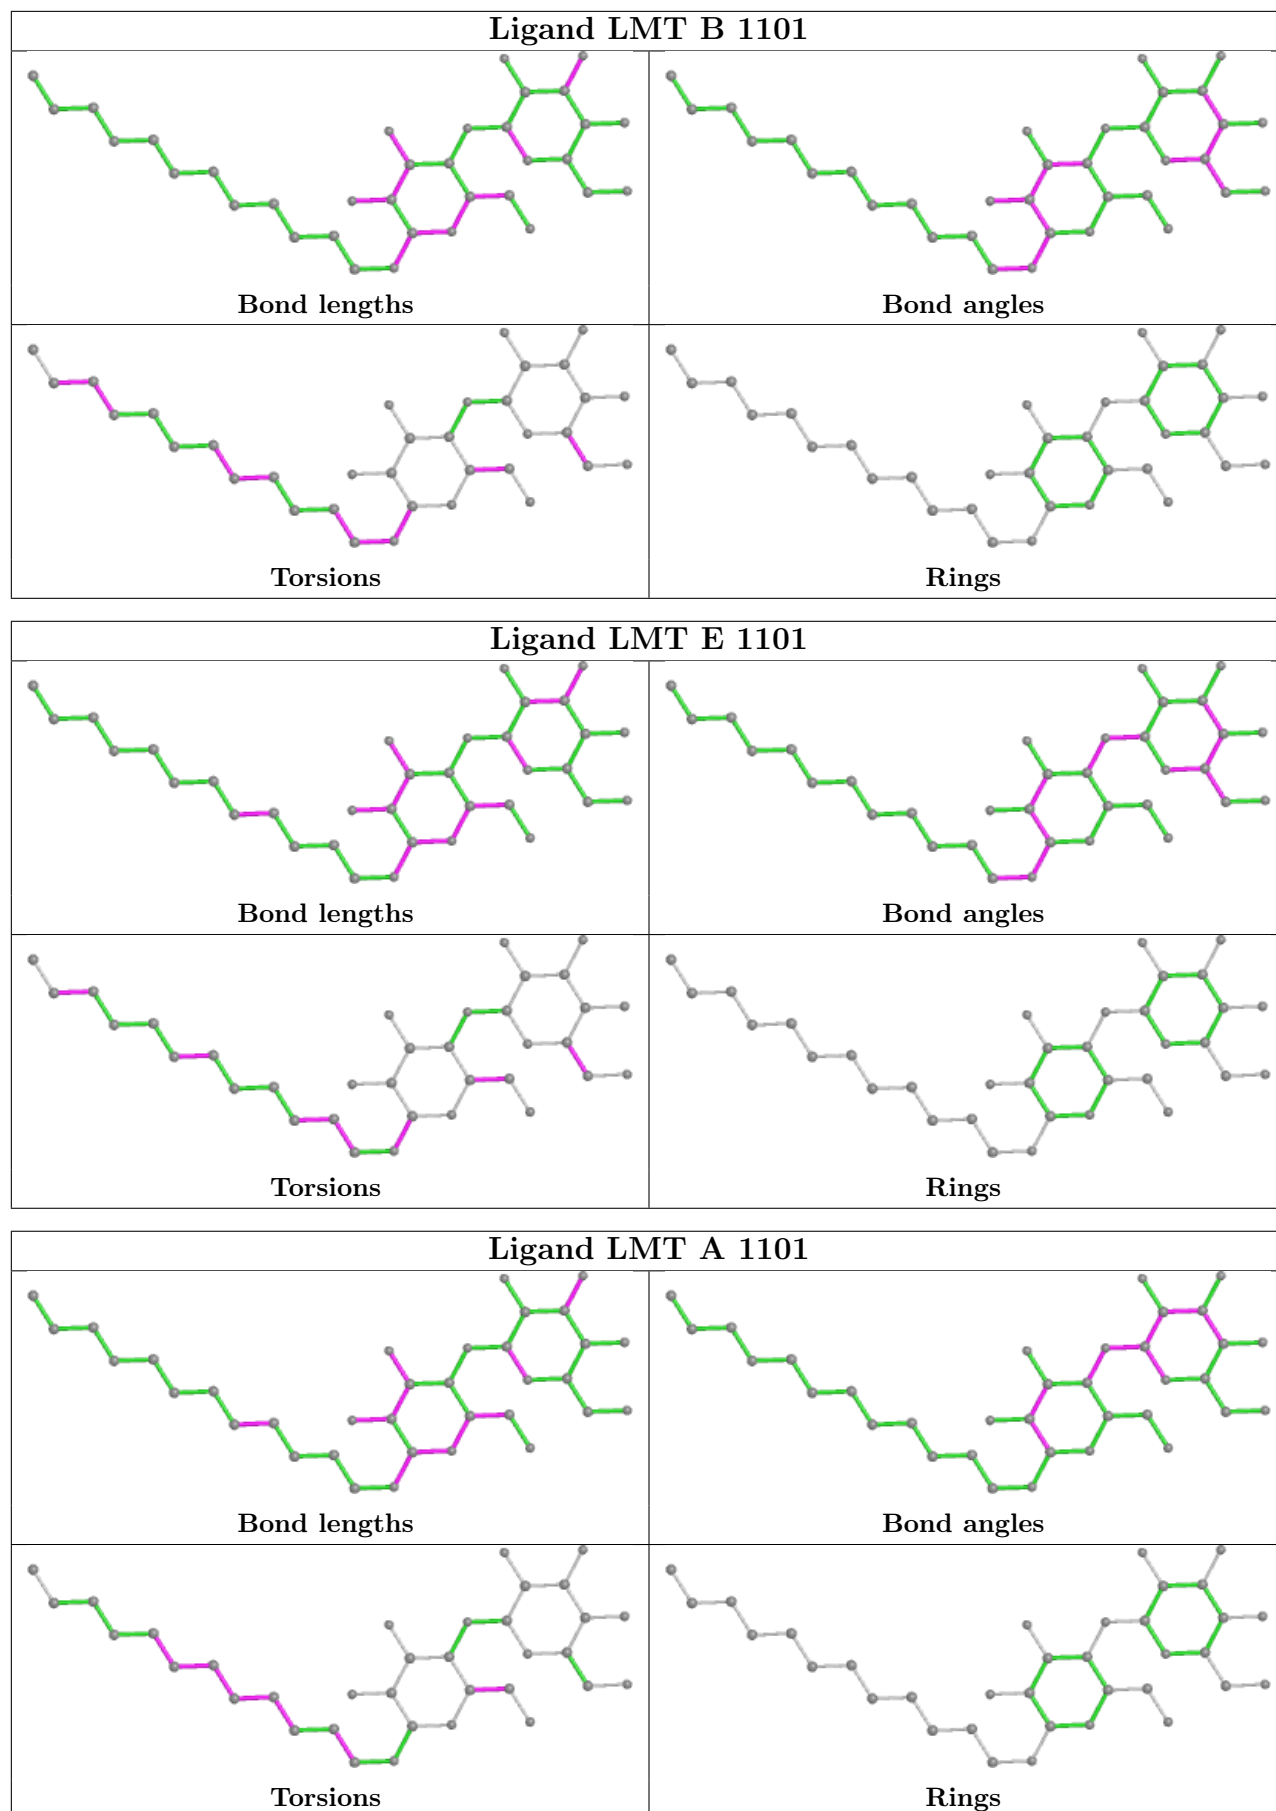 Ligand LMT B 1101
Bond lengths
Bond angles
Torsions
Rings
Ligand LMT E 1101
Bond lengths
Bond angles
Torsions
Rings
Ligand LMT A 1101
Bond lengths
Bond angles
Torsions
Rings